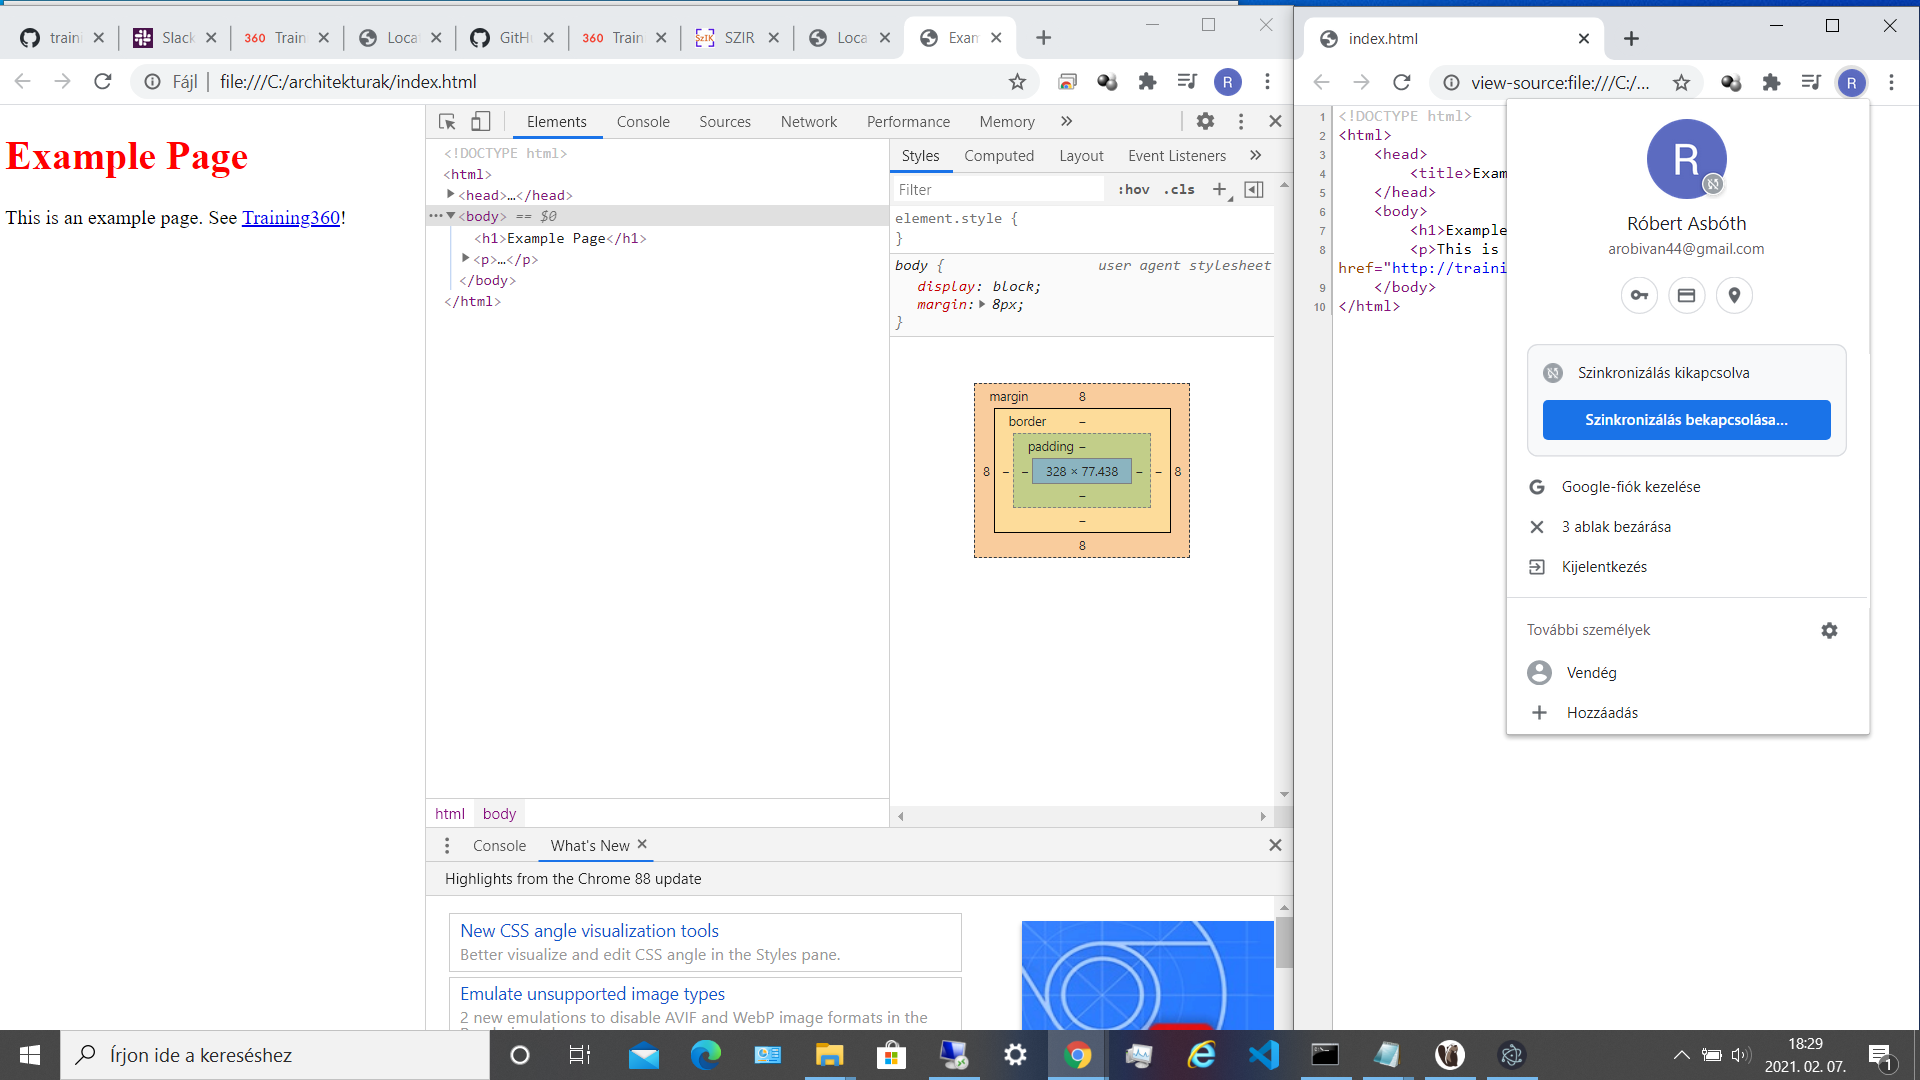 traini
Slack
360 Train
Loca
GitHu
360 Train
SZIR
Loca
Exam
Fájl | file:///C:/architekturak/index.html
R
Example Page
This is an example page. See Training360!
Elements Console Sources Network Performance Memory »
<!DOCTYPE html>
<html>
<head>…</head>
<body> == $0
<h1>Example Page</h1>
<p>…</p>
</body>
</html>
html body
Styles Computed Layout Event Listeners »
Filter :hov .cls
element.style {
}
body { user agent stylesheet
display: block;
margin: 8px;
}
margin 8
border –
padding –
8 – – 328 × 77.438 – – 8
–
–
8
Console What's New
Highlights from the Chrome 88 update
New CSS angle visualization tools
Better visualize and edit CSS angle in the Styles pane.
Emulate unsupported image types
2 new emulations to disable AVIF and WebP image formats in the
index.html
view-source:file:///C:/...
R
1 <!DOCTYPE html>
2 <html>
3 <head>
4 <title>Exam
5 </head>
6 <body>
7 <h1>Example
8 <p>This is
href="http://traini
9 </body>
10 </html>
R
Róbert Asbóth
arobivan44@gmail.com
Szinkronizálás kikapcsolva
Szinkronizálás bekapcsolása...
Google-fiók kezelése
3 ablak bezárása
Kijelentkezés
További személyek
Vendég
Hozzáadás
Írjon ide a kereséshez
18:29
2021. 02. 07.
1